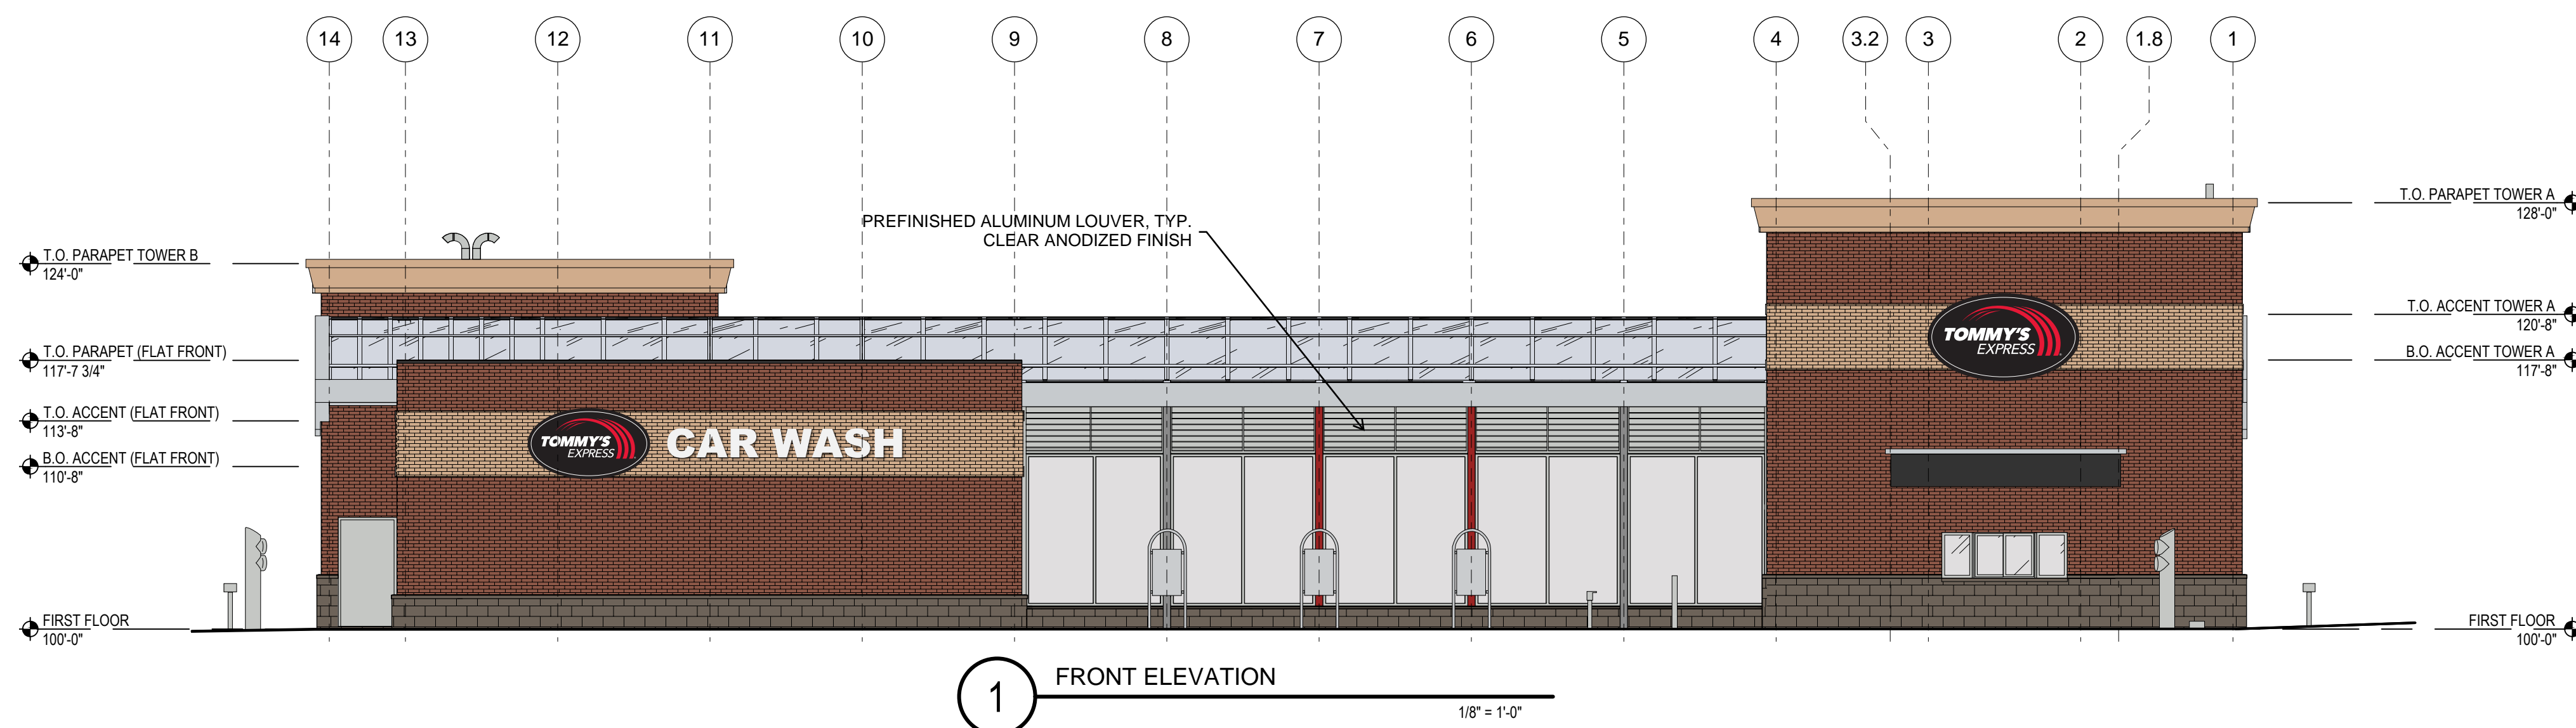 14 13 12 11 10 9 8 7 6 5 4 3.2 3 2 1.8 1
T.O. PARAPET TOWER B
124'-0"
T.O. PARAPET (FLAT FRONT)
117'-7 3/4"
T.O. ACCENT (FLAT FRONT)
113'-8"
B.O. ACCENT (FLAT FRONT)
110'-8"
FIRST FLOOR
100'-0"
PREFINISHED ALUMINUM LOUVER, TYP.
CLEAR ANODIZED FINISH
TOMMY'S
EXPRESS
CAR WASH
TOMMY'S
EXPRESS
T.O. PARAPET TOWER A
128'-0"
T.O. ACCENT TOWER A
120'-8"
B.O. ACCENT TOWER A
117'-8"
FIRST FLOOR
100'-0"
1
FRONT ELEVATION
1/8" = 1'-0"